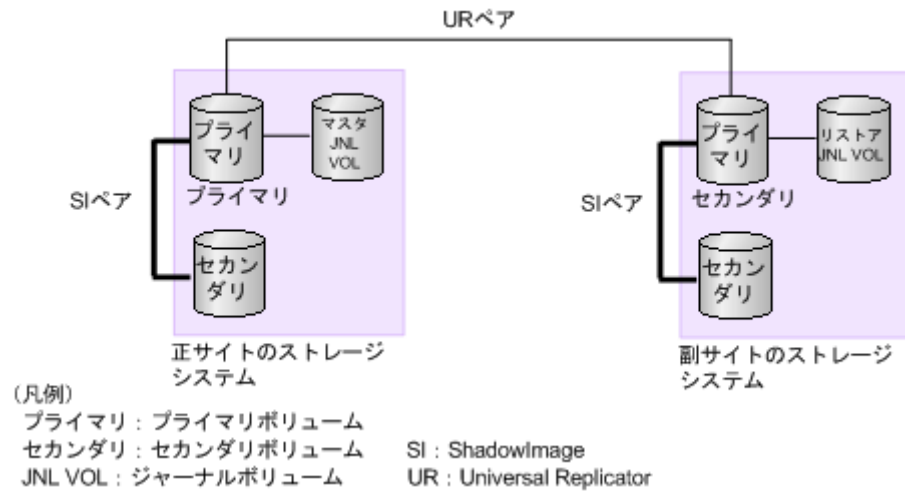 URペア
プライ
マリ
マスタ
JNL
VOL
プライマリ
SIペア
セカン
ダリ
正サイトのストレージ
システム
プライ
マリ
リストア
JNL VOL
セカンダリ
SIペア
セカン
ダリ
副サイトのストレージ
システム
(凡例)
プライマリ:プライマリボリューム
セカンダリ:セカンダリボリューム SI:ShadowImage
JNL VOL:ジャーナルボリューム UR:Universal Replicator